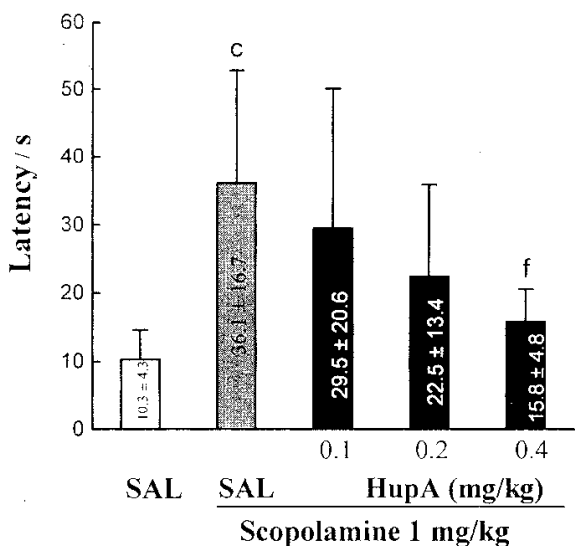 60
50
40
30
20
10
0
Latency/s
c
f
10.3 ± 4.3
36.1 ± 16.7
29.5 ± 20.6
22.5 ± 13.4
15.8 ± 4.8
0.1 0.2 0.4
SAL SAL HupA (mg/kg)
Scopolamine 1 mg/kg